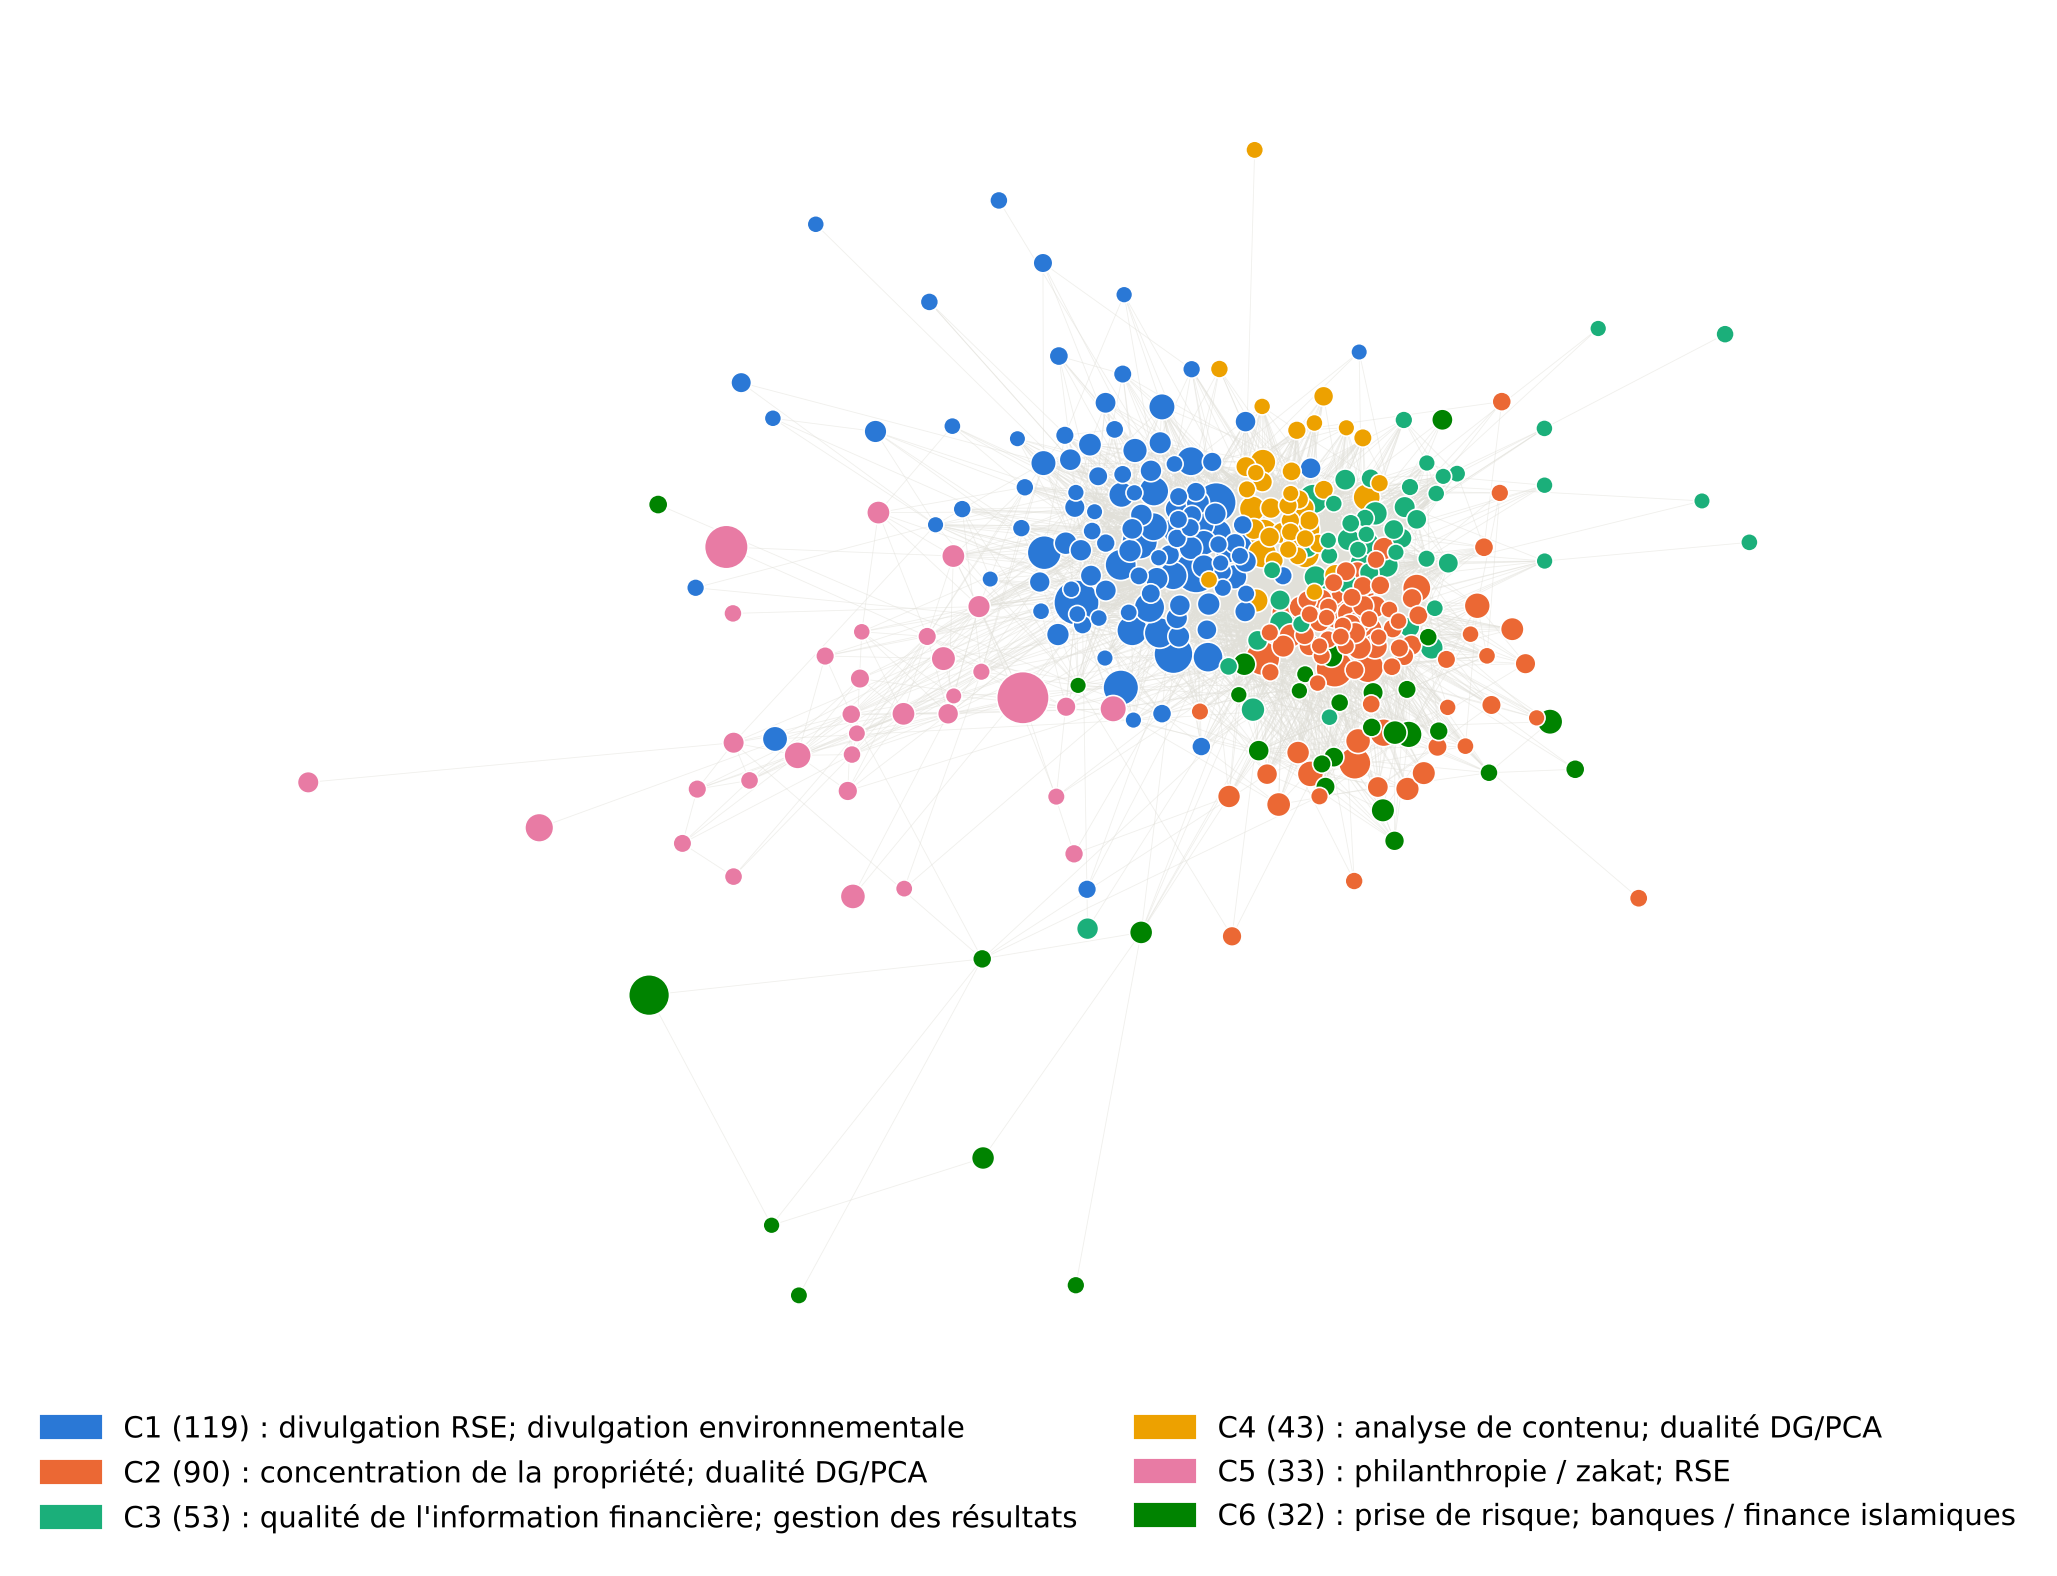 C1 (119) : divulgation RSE; divulgation environnementale
C2 (90) : concentration de la propriété; dualité DG/PCA
C3 (53) : qualité de l'information financière; gestion des résultats
C4 (43) : analyse de contenu; dualité DG/PCA
C5 (33) : philanthropie / zakat; RSE
C6 (32) : prise de risque; banques / finance islamiques